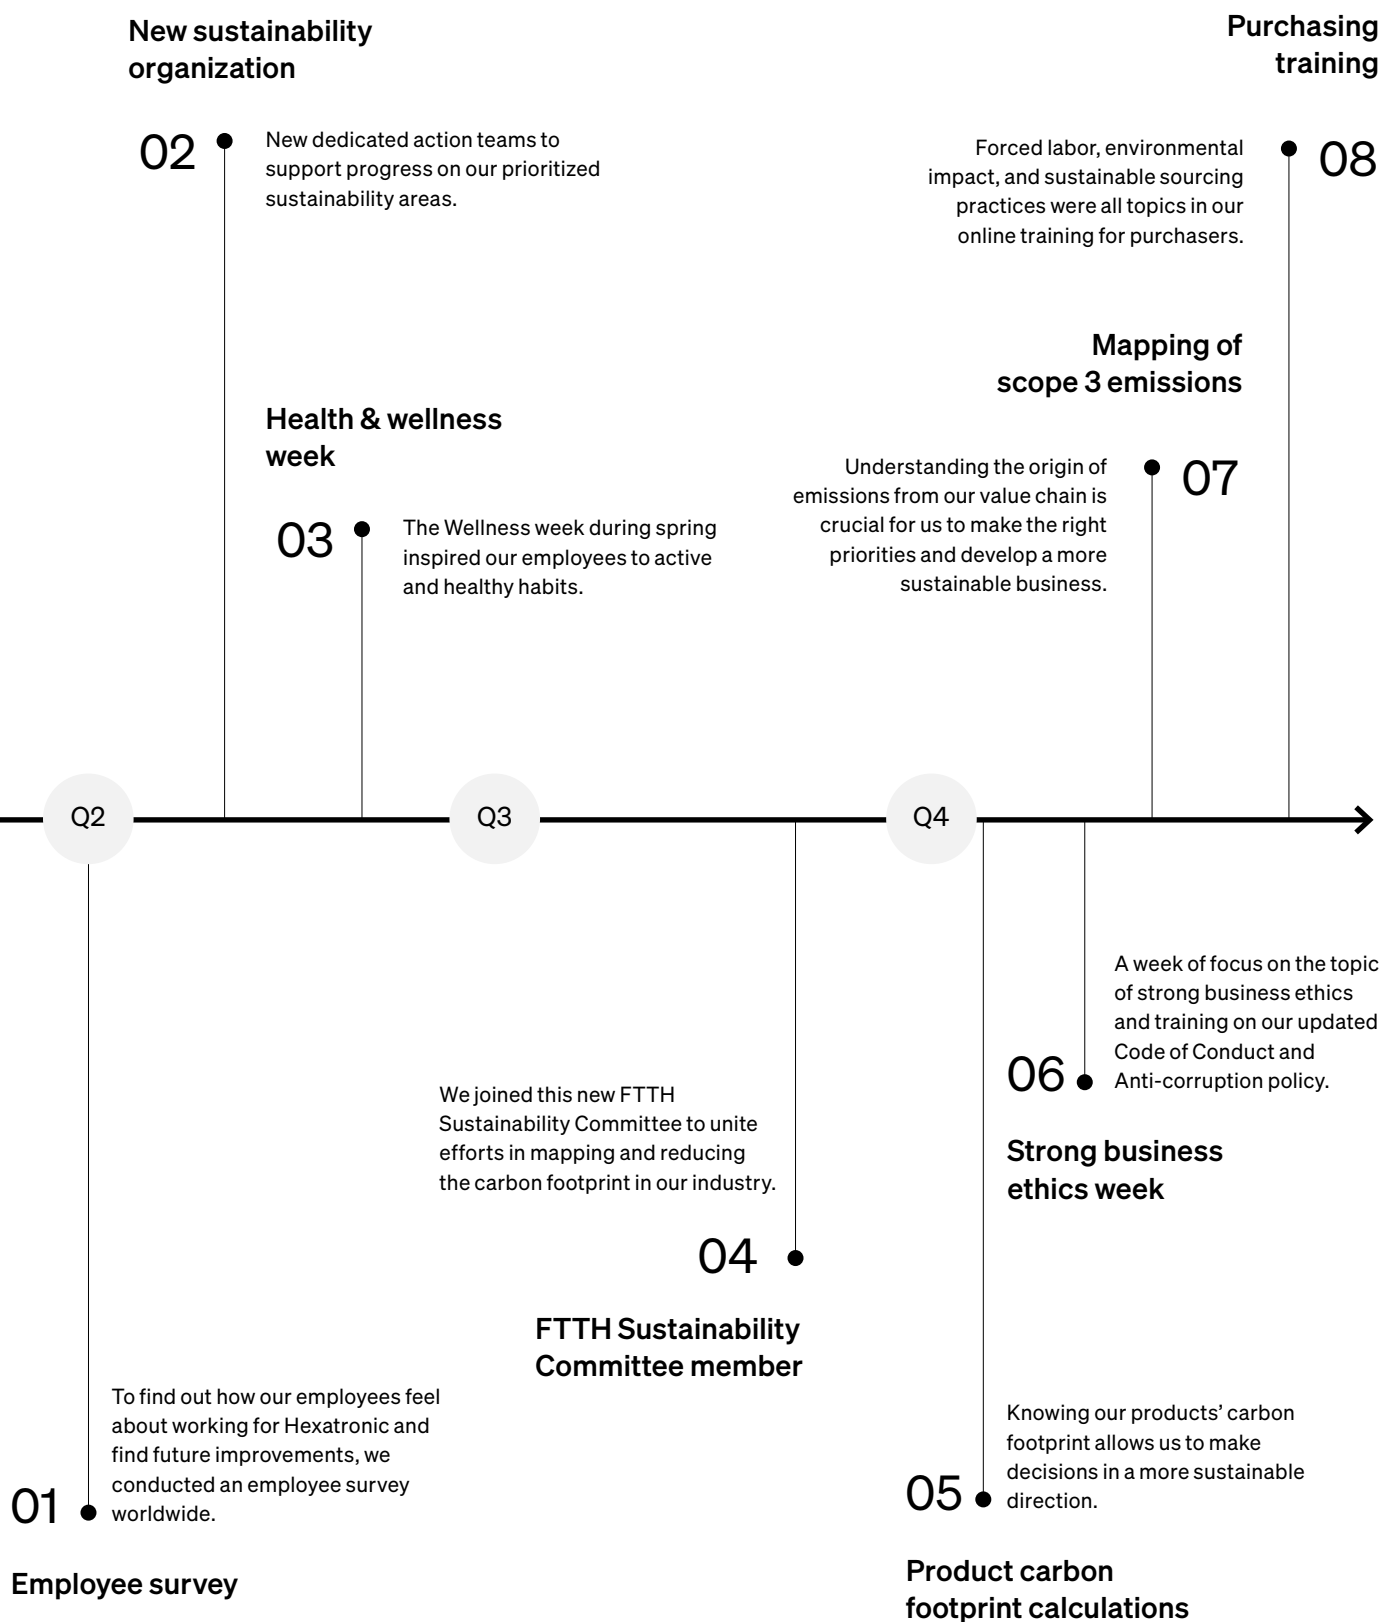 New sustainability
organization
02
New dedicated action teams to
support progress on our prioritized
sustainability areas.
Purchasing
training
Forced labor, environmental
impact, and sustainable sourcing
practices were all topics in our
online training for purchasers.
08
Health & wellness
week
03
The Wellness week during spring
inspired our employees to active
and healthy habits.
Mapping of
scope 3 emissions
Understanding the origin of
emissions from our value chain is
crucial for us to make the right
priorities and develop a more
sustainable business.
07
Q2
Q3
Q4
A week of focus on the topic
of strong business ethics
and training on our updated
Code of Conduct and
Anti-corruption policy.
06
Strong business
ethics week
We joined this new FTTH
Sustainability Committee to unite
efforts in mapping and reducing
the carbon footprint in our industry.
04
FTTH Sustainability
Committee member
To find out how our employees feel
about working for Hexatronic and
find future improvements, we
conducted an employee survey
worldwide.
01
Employee survey
Knowing our products’ carbon
footprint allows us to make
decisions in a more sustainable
direction.
05
Product carbon
footprint calculations